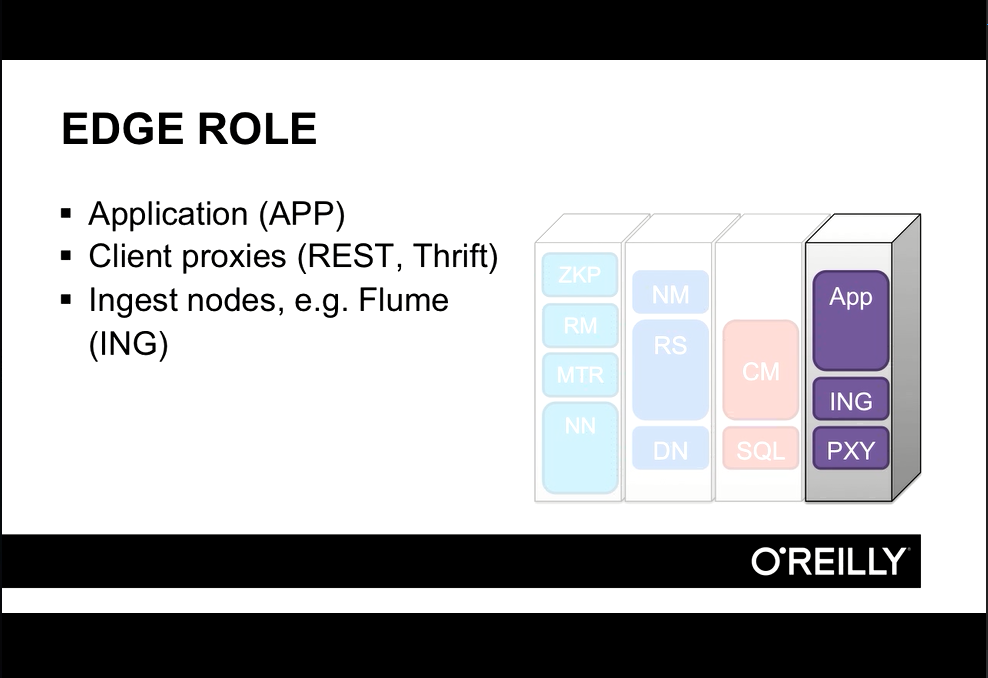 EDGE ROLE
▪ Application (APP)
▪ Client proxies (REST, Thrift)
▪ Ingest nodes, e.g. Flume
(ING)
ZKP
RM
MTR
NN
NM
RS
DN
CM
SQL
App
ING
PXY
O'REILLY